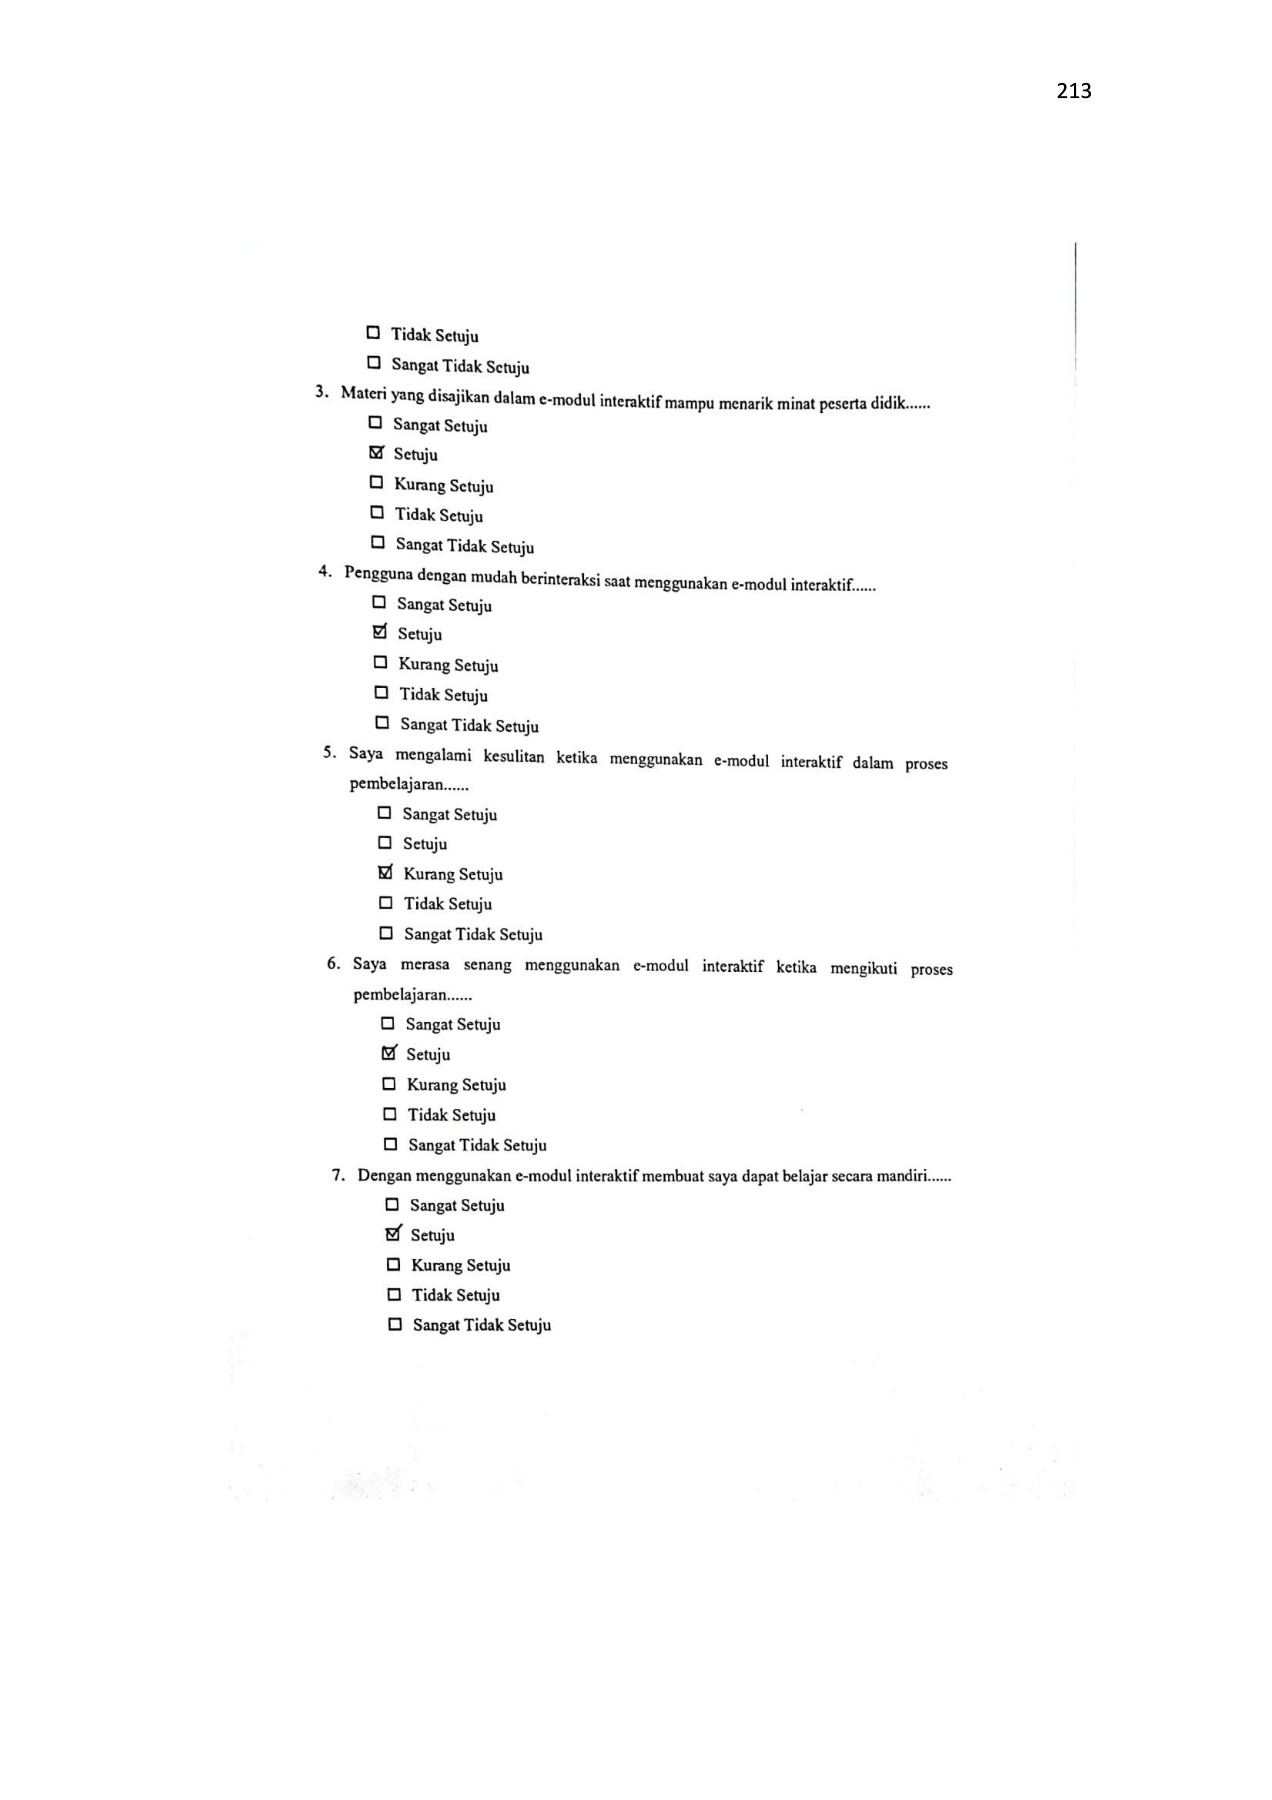 213
☐ Tidak Setuju
☐ Sangat Tidak Setuju
3. Materi yang disajikan dalam e-modul interaktif mampu menarik minat peserta didik......
☐ Sangat Setuju
☑ Setuju
☐ Kurang Setuju
☐ Tidak Setuju
☐ Sangat Tidak Setuju
4. Pengguna dengan mudah berinteraksi saat menggunakan e-modul interaktif......
☐ Sangat Setuju
☑ Setuju
☐ Kurang Setuju
☐ Tidak Setuju
☐ Sangat Tidak Setuju
5. Saya mengalami kesulitan ketika menggunakan e-modul interaktif dalam proses
pembelajaran......
☐ Sangat Setuju
☐ Setuju
☑ Kurang Setuju
☐ Tidak Setuju
☐ Sangat Tidak Setuju
6. Saya merasa senang menggunakan e-modul interaktif ketika mengikuti proses
pembelajaran......
☐ Sangat Setuju
☑ Setuju
☐ Kurang Setuju
☐ Tidak Setuju
☐ Sangat Tidak Setuju
7. Dengan menggunakan e-modul interaktif membuat saya dapat belajar secara mandiri......
☐ Sangat Setuju
☑ Setuju
☐ Kurang Setuju
☐ Tidak Setuju
☐ Sangat Tidak Setuju